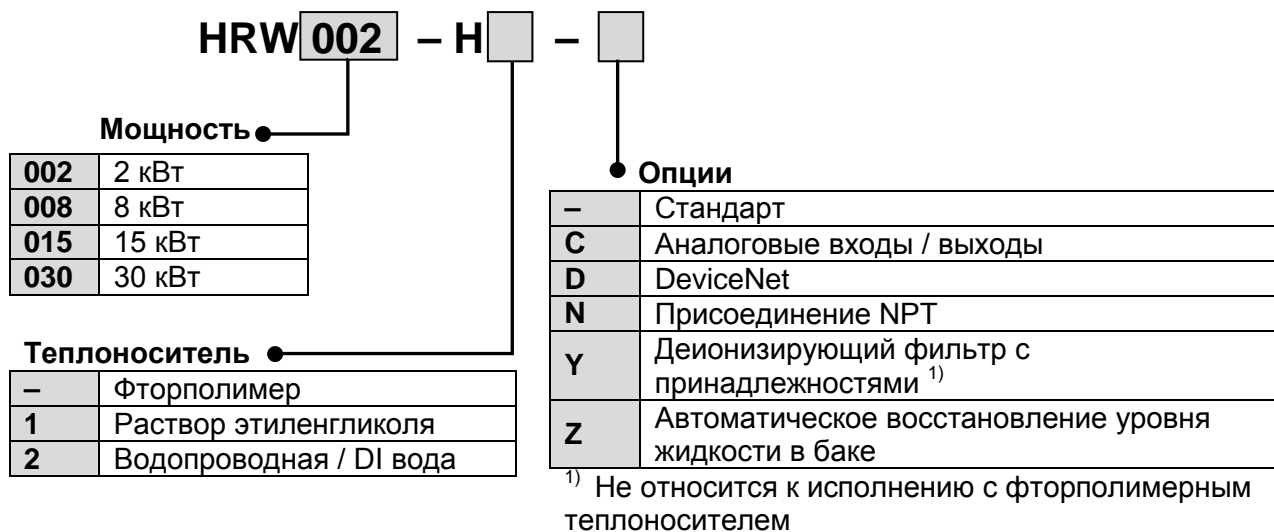 HRW 002 – H – 
Мощность
002 2 кВт
008 8 кВт
015 15 кВт
030 30 кВт
Теплоноситель
– Фторполимер
1 Раствор этиленгликоля
2 Водопроводная / DI вода
Опции
– Стандарт
C Аналоговые входы / выходы
D DeviceNet
N Присоединение NPT
Y Деионизирующий фильтр с
принадлежностями 1)
Z Автоматическое восстановление уровня
жидкости в баке
1) Не относится к исполнению с фторполимерным
теплоносителем